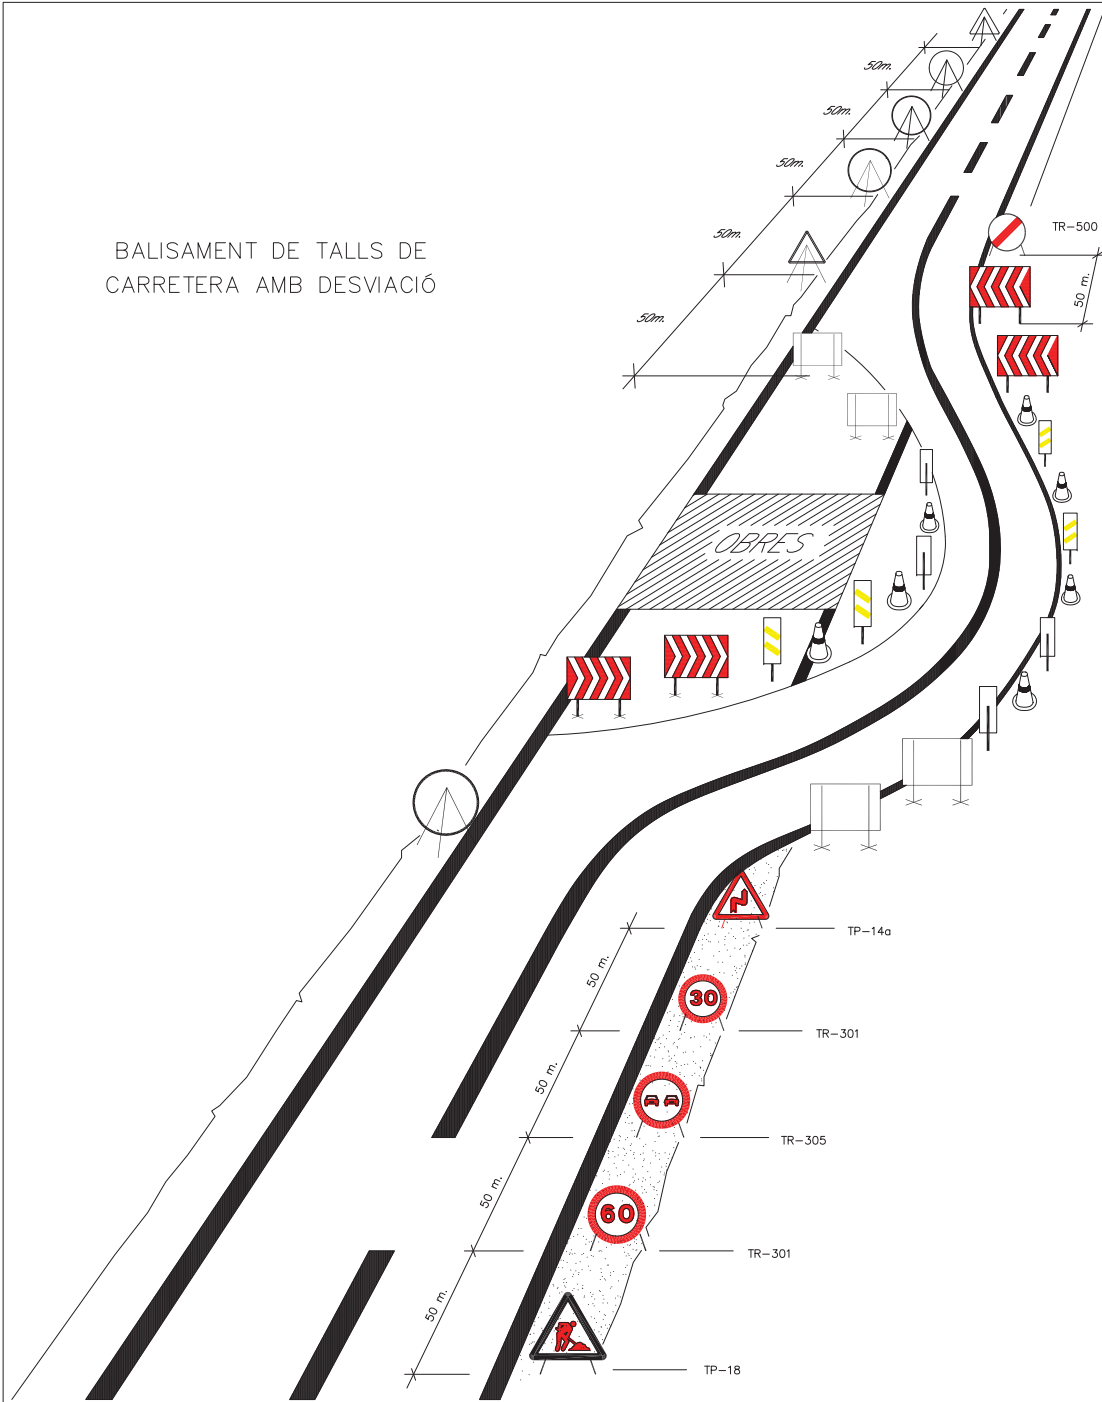 50m.
50m.
50m.
50m.
50m.
TR-500
50 m.
BALISAMENT DE TALLS DE
CARRETERA AMB DESVIACIÓ
OBRES
TP-14a
50 m.
30
TR-301
50 m.
TR-305
50 m.
60
TR-301
50 m.
TP-18